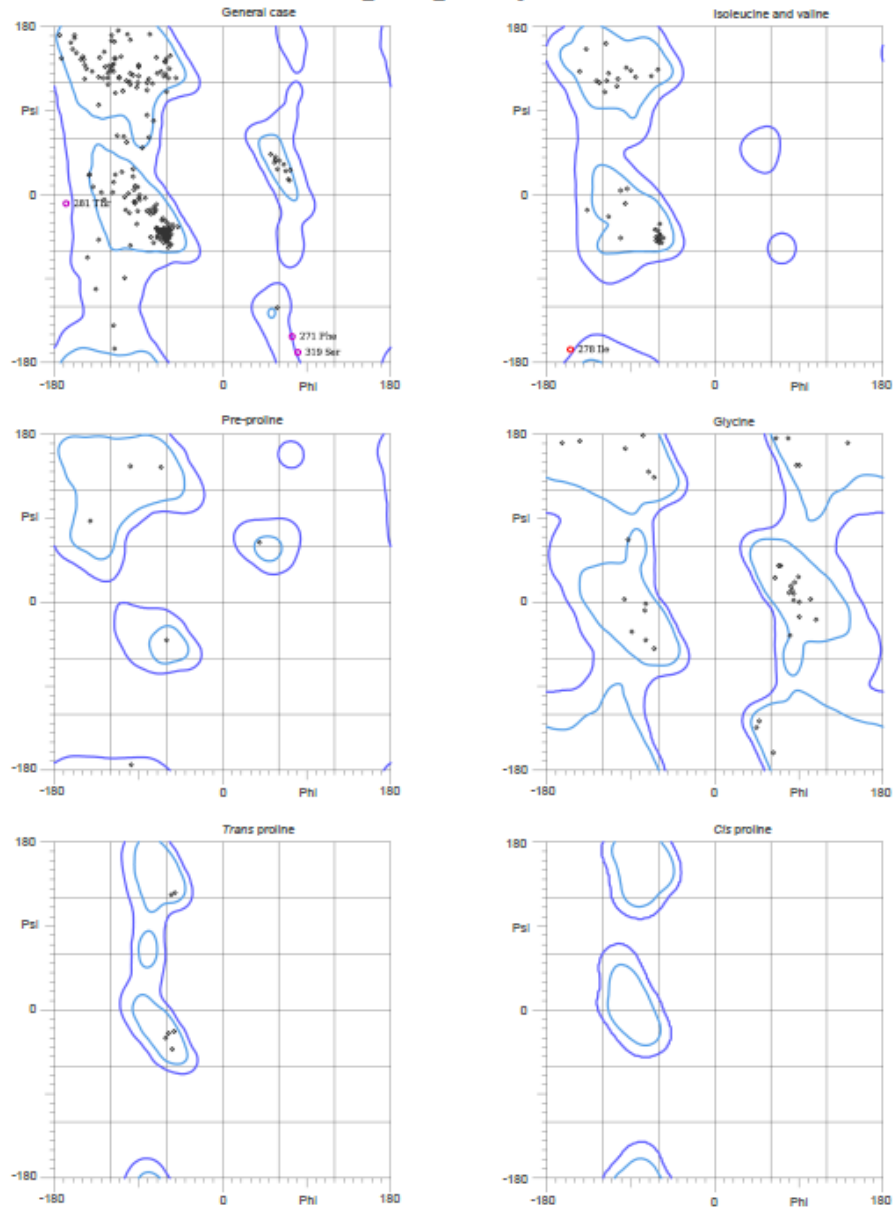 General case
Isoleucine and valine
180
180
Psi
Psi
281 Thr
0
0
271 Phe
319 Ser
278 Ile
-180
-180
-180 0 Phi 180
-180 0 Phi 180
Pre-proline
Glycine
180
180
Psi
Psi
0
0
-180
-180
-180 0 Phi 180
-180 0 Phi 180
Trans proline
Cis proline
180
180
Psi
Psi
0
0
-180
-180
-180 0 Phi 180
-180 0 Phi 180